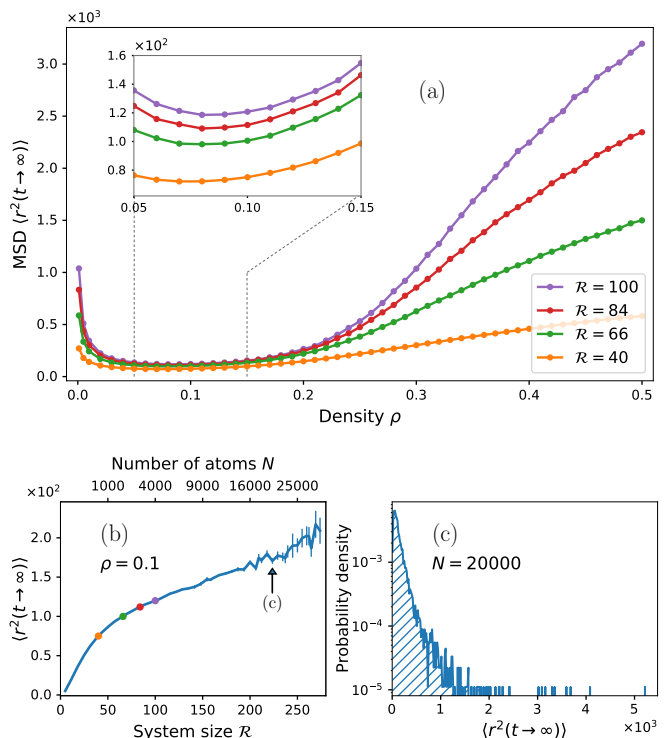 ×10³
MSD ⟨r²(t → ∞)⟩
3.0
2.5
2.0
1.5
1.0
0.5
0.0
×10²
1.6
1.4
1.2
1.0
0.8
0.05 0.10 0.15
(a)
ℛ = 100
ℛ = 84
ℛ = 66
ℛ = 40
0.0 0.1 0.2 0.3 0.4 0.5
Density ρ
Number of atoms N
×10²
1000 4000 9000 16000 25000
⟨r²(t → ∞)⟩
2.0
1.5
1.0
0.5
0.0
(b)
ρ = 0.1
(c)
0 50 100 150 200 250
System size ℛ
Probability density
10⁻³
10⁻⁴
10⁻⁵
(c)
N = 20000
0 1 2 3 4 5
×10³
⟨r²(t → ∞)⟩